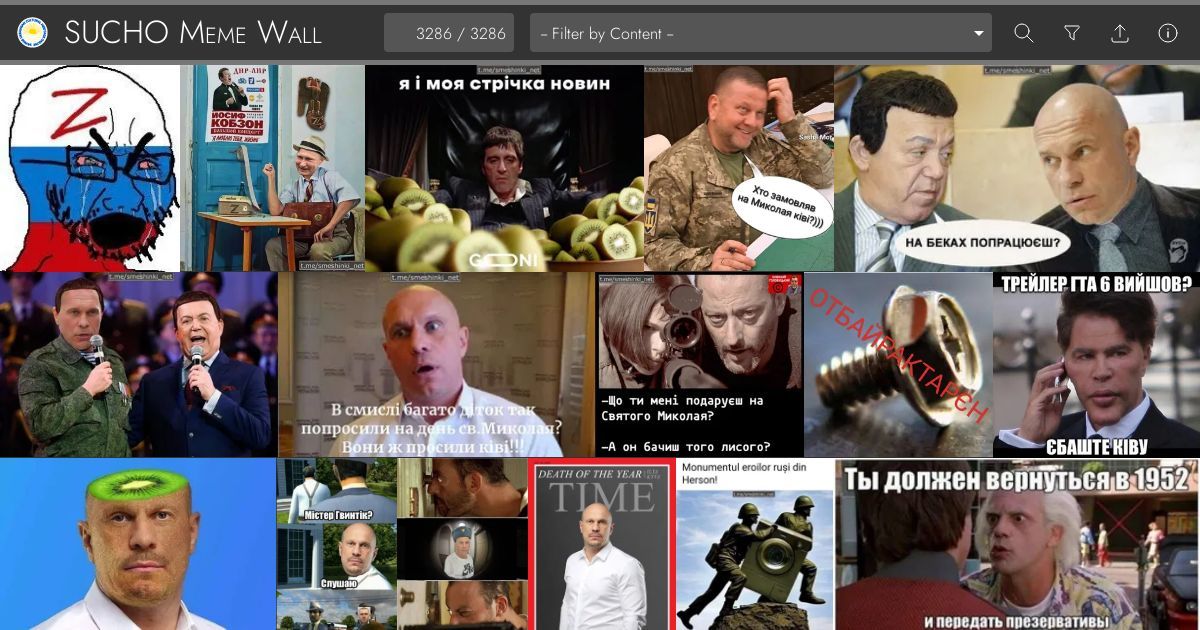 SUCHO Meme Wall
3286 / 3286
– Filter by Content –
Z
ДНР-ЛНР
ИОСИФ
КОБЗОН
Z
t.me/smeshinki_net
t.me/smeshinki_net
я і моя стрічка новин
GOONI
t.me/smeshinki_net
Хто замовляв
на Миколая ківі?)))
t.me/smeshinki_net
НА БЕКАХ ПОПРАЦЮЄШ?
t.me/smeshinki_net
t.me/smeshinki_net
В смислі багато діток так
попросили на день св.Миколая?
Вони ж просили ківі!!!
t.me/smeshinki_net
–Що ти мені подаруєш на
Святого Миколая?
–А он бачиш того лисого?
ОТБАЙРАКТАРЄН
ТРЕЙЛЕР ГТА 6 ВИЙШОВ?
ЄБАШТЕ КІВУ
Містер Гвинтік?
Слушаю
DEATH OF THE YEAR
TIME
Monumentul eroilor ruși din
Herson!
t.me/smeshinki_net
Ты должен вернуться в 1952
и передать презервативы